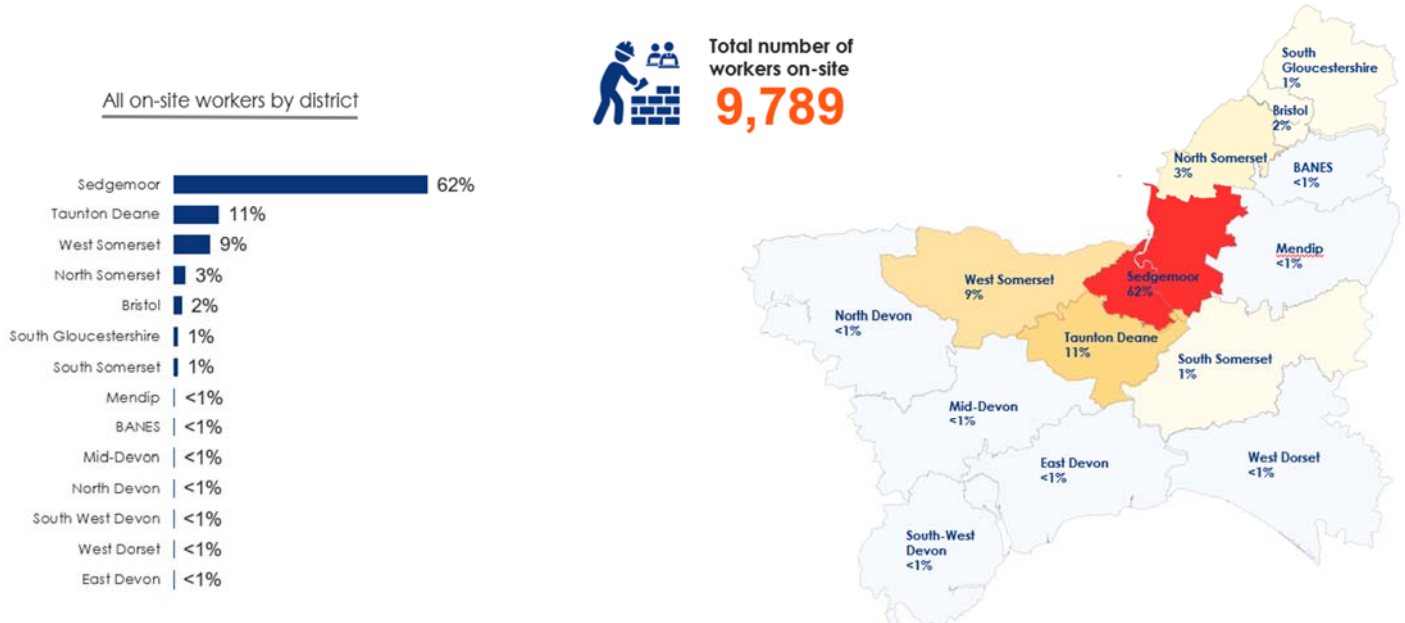 Total number of
workers on-site
9,789
All on-site workers by district
Sedgemoor 62%
Taunton Deane 11%
West Somerset 9%
North Somerset 3%
Bristol 2%
South Gloucestershire 1%
South Somerset 1%
Mendip <1%
BANES <1%
Mid-Devon <1%
North Devon <1%
South West Devon <1%
West Dorset <1%
East Devon <1%
South
Gloucestershire
1%
Bristol
2%
North Somerset
3%
BANES
<1%
Mendip
<1%
Sedgemoor
62%
West Somerset
9%
North Devon
<1%
Taunton Deane
11%
South Somerset
1%
Mid-Devon
<1%
East Devon
<1%
West Dorset
<1%
South-West
Devon
<1%